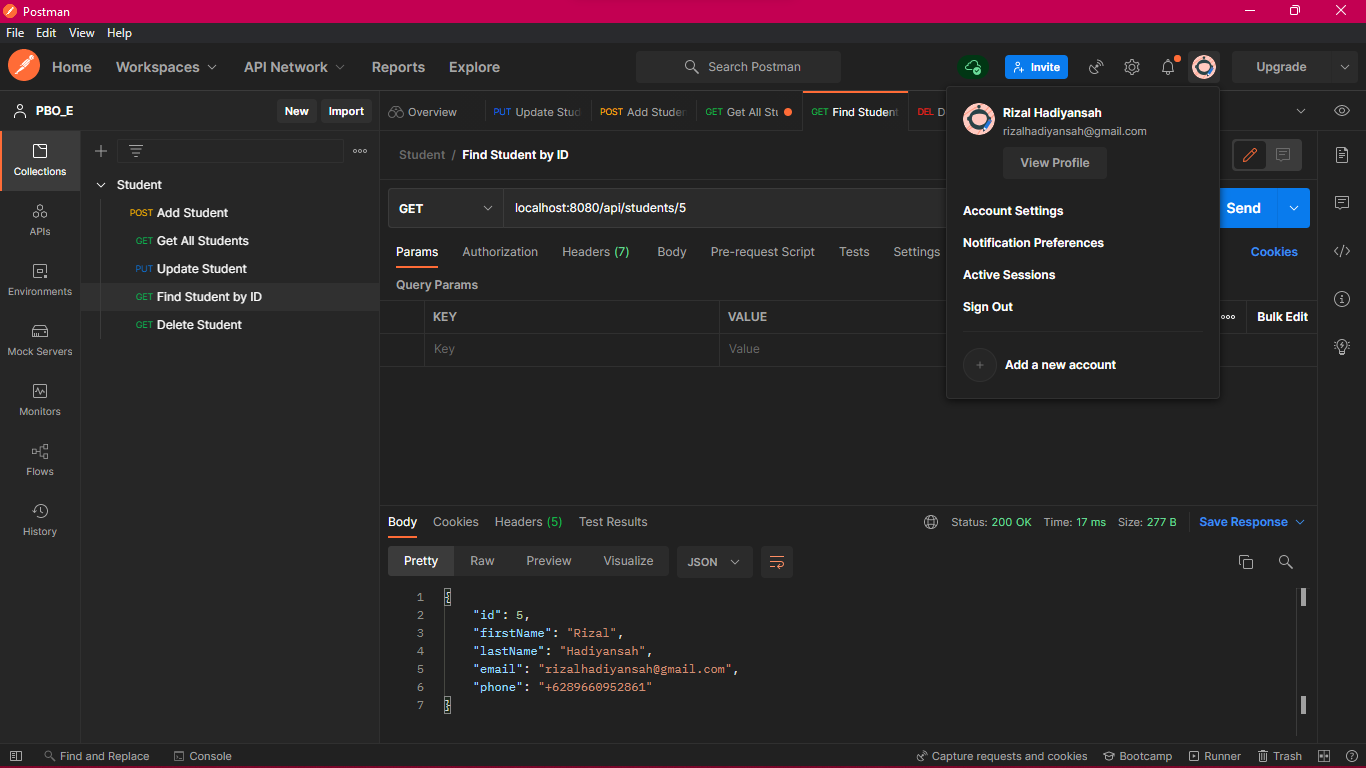 Postman
File Edit View Help
Home Workspaces API Network Reports Explore Search Postman Invite Upgrade
PBO_E New Import Overview PUT Update Stud POST Add Studen GET Get All Stu GET Find Student DEL D
Rizal Hadiyansah
rizalhadiyansah@gmail.com
View Profile
Account Settings
Notification Preferences
Active Sessions
Sign Out
+ Add a new account
Collections
APIs
Environments
Mock Servers
Monitors
Flows
History
Student
POST Add Student
GET Get All Students
PUT Update Student
GET Find Student by ID
GET Delete Student
Student / Find Student by ID
GET localhost:8080/api/students/5 Send
Params Authorization Headers (7) Body Pre-request Script Tests Settings Cookies
Query Params
KEY VALUE Bulk Edit
Key Value
Body Cookies Headers (5) Test Results Status: 200 OK Time: 17 ms Size: 277 B Save Response
Pretty Raw Preview Visualize JSON
1 {
2 "id": 5,
3 "firstName": "Rizal",
4 "lastName": "Hadiyansah",
5 "email": "rizalhadiyansah@gmail.com",
6 "phone": "+6289660952861"
7 }
Find and Replace Console Capture requests and cookies Bootcamp Runner Trash